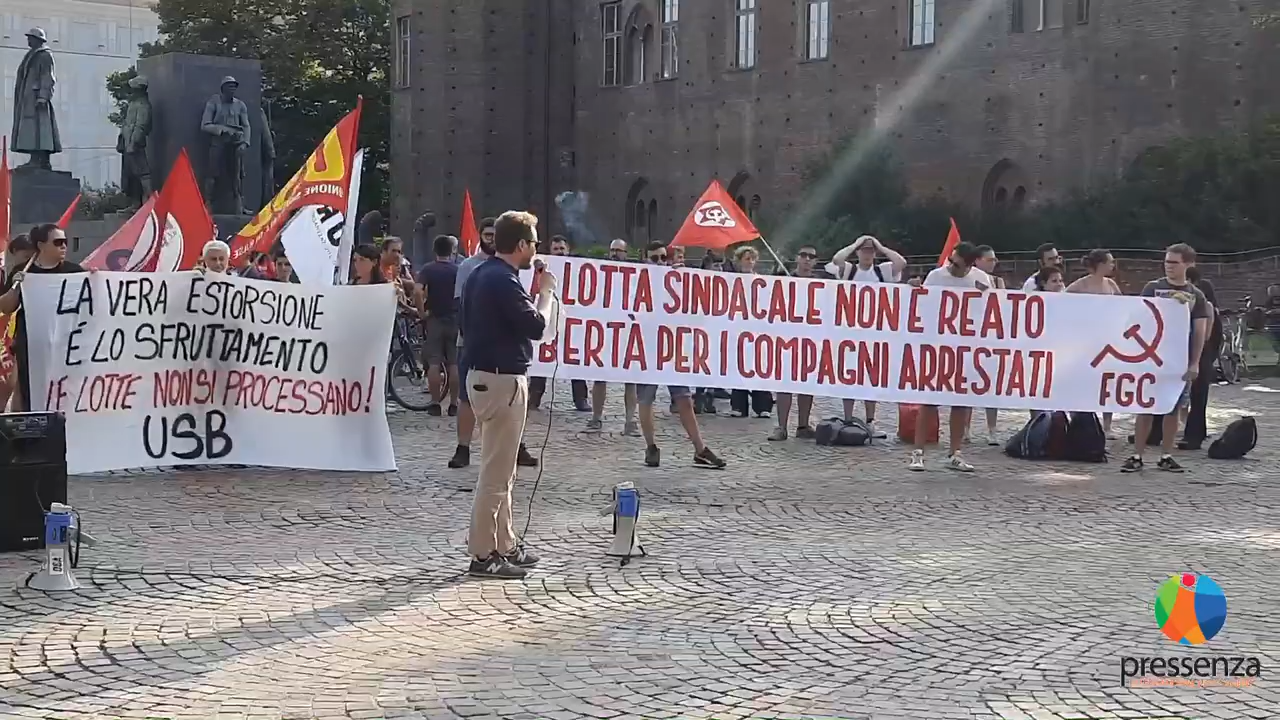 LA VERA ESTORSIONE
É LO SFRUTTAMENTO
LE LOTTE NON SI PROCESSANO!
USB
LOTTA SINDACALE NON É REATO
BERTÀ PER I COMPAGNI ARRESTATI
FGC
pressenza